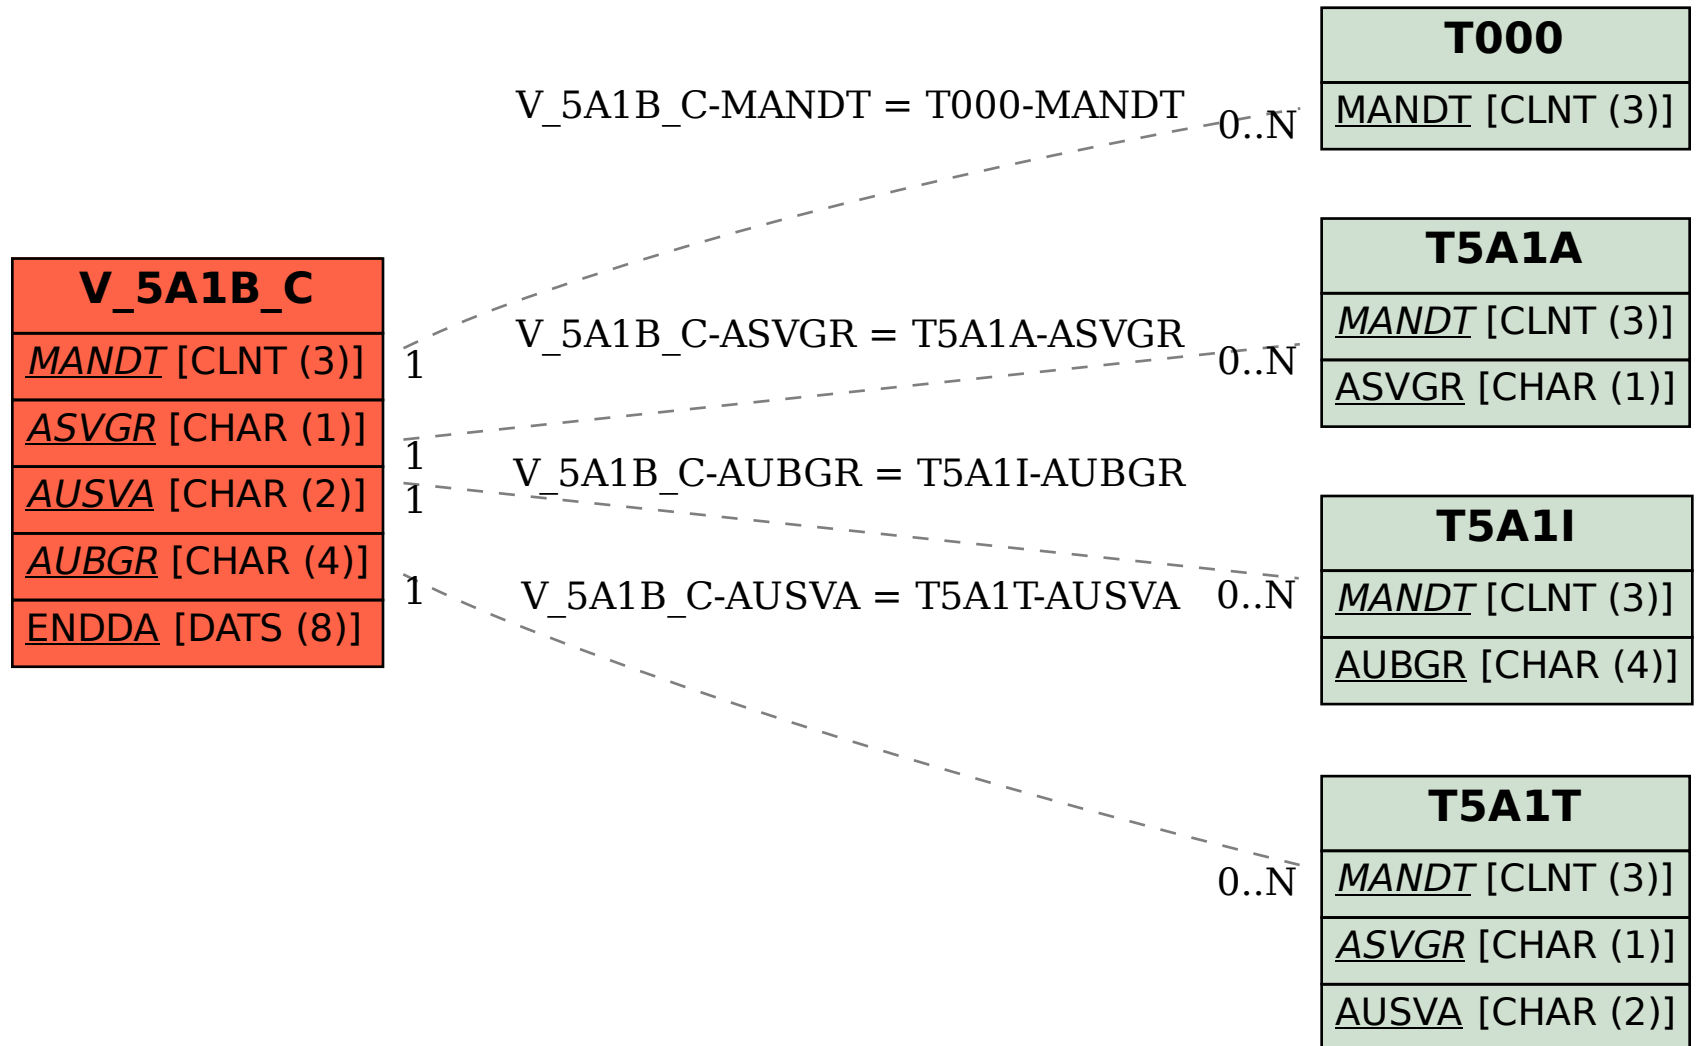 V_5A1B_C
MANDT [CLNT (3)]
ASVGR [CHAR (1)]
AUSVA [CHAR (2)]
AUBGR [CHAR (4)]
ENDDA [DATS (8)]
V_5A1B_C-MANDT = T000-MANDT
0..N
1
V_5A1B_C-ASVGR = T5A1A-ASVGR
0..N
1
V_5A1B_C-AUBGR = T5A1I-AUBGR
1
0..N
V_5A1B_C-AUSVA = T5A1T-AUSVA
1
0..N
T000
MANDT [CLNT (3)]
T5A1A
MANDT [CLNT (3)]
ASVGR [CHAR (1)]
T5A1I
MANDT [CLNT (3)]
AUBGR [CHAR (4)]
T5A1T
MANDT [CLNT (3)]
ASVGR [CHAR (1)]
AUSVA [CHAR (2)]